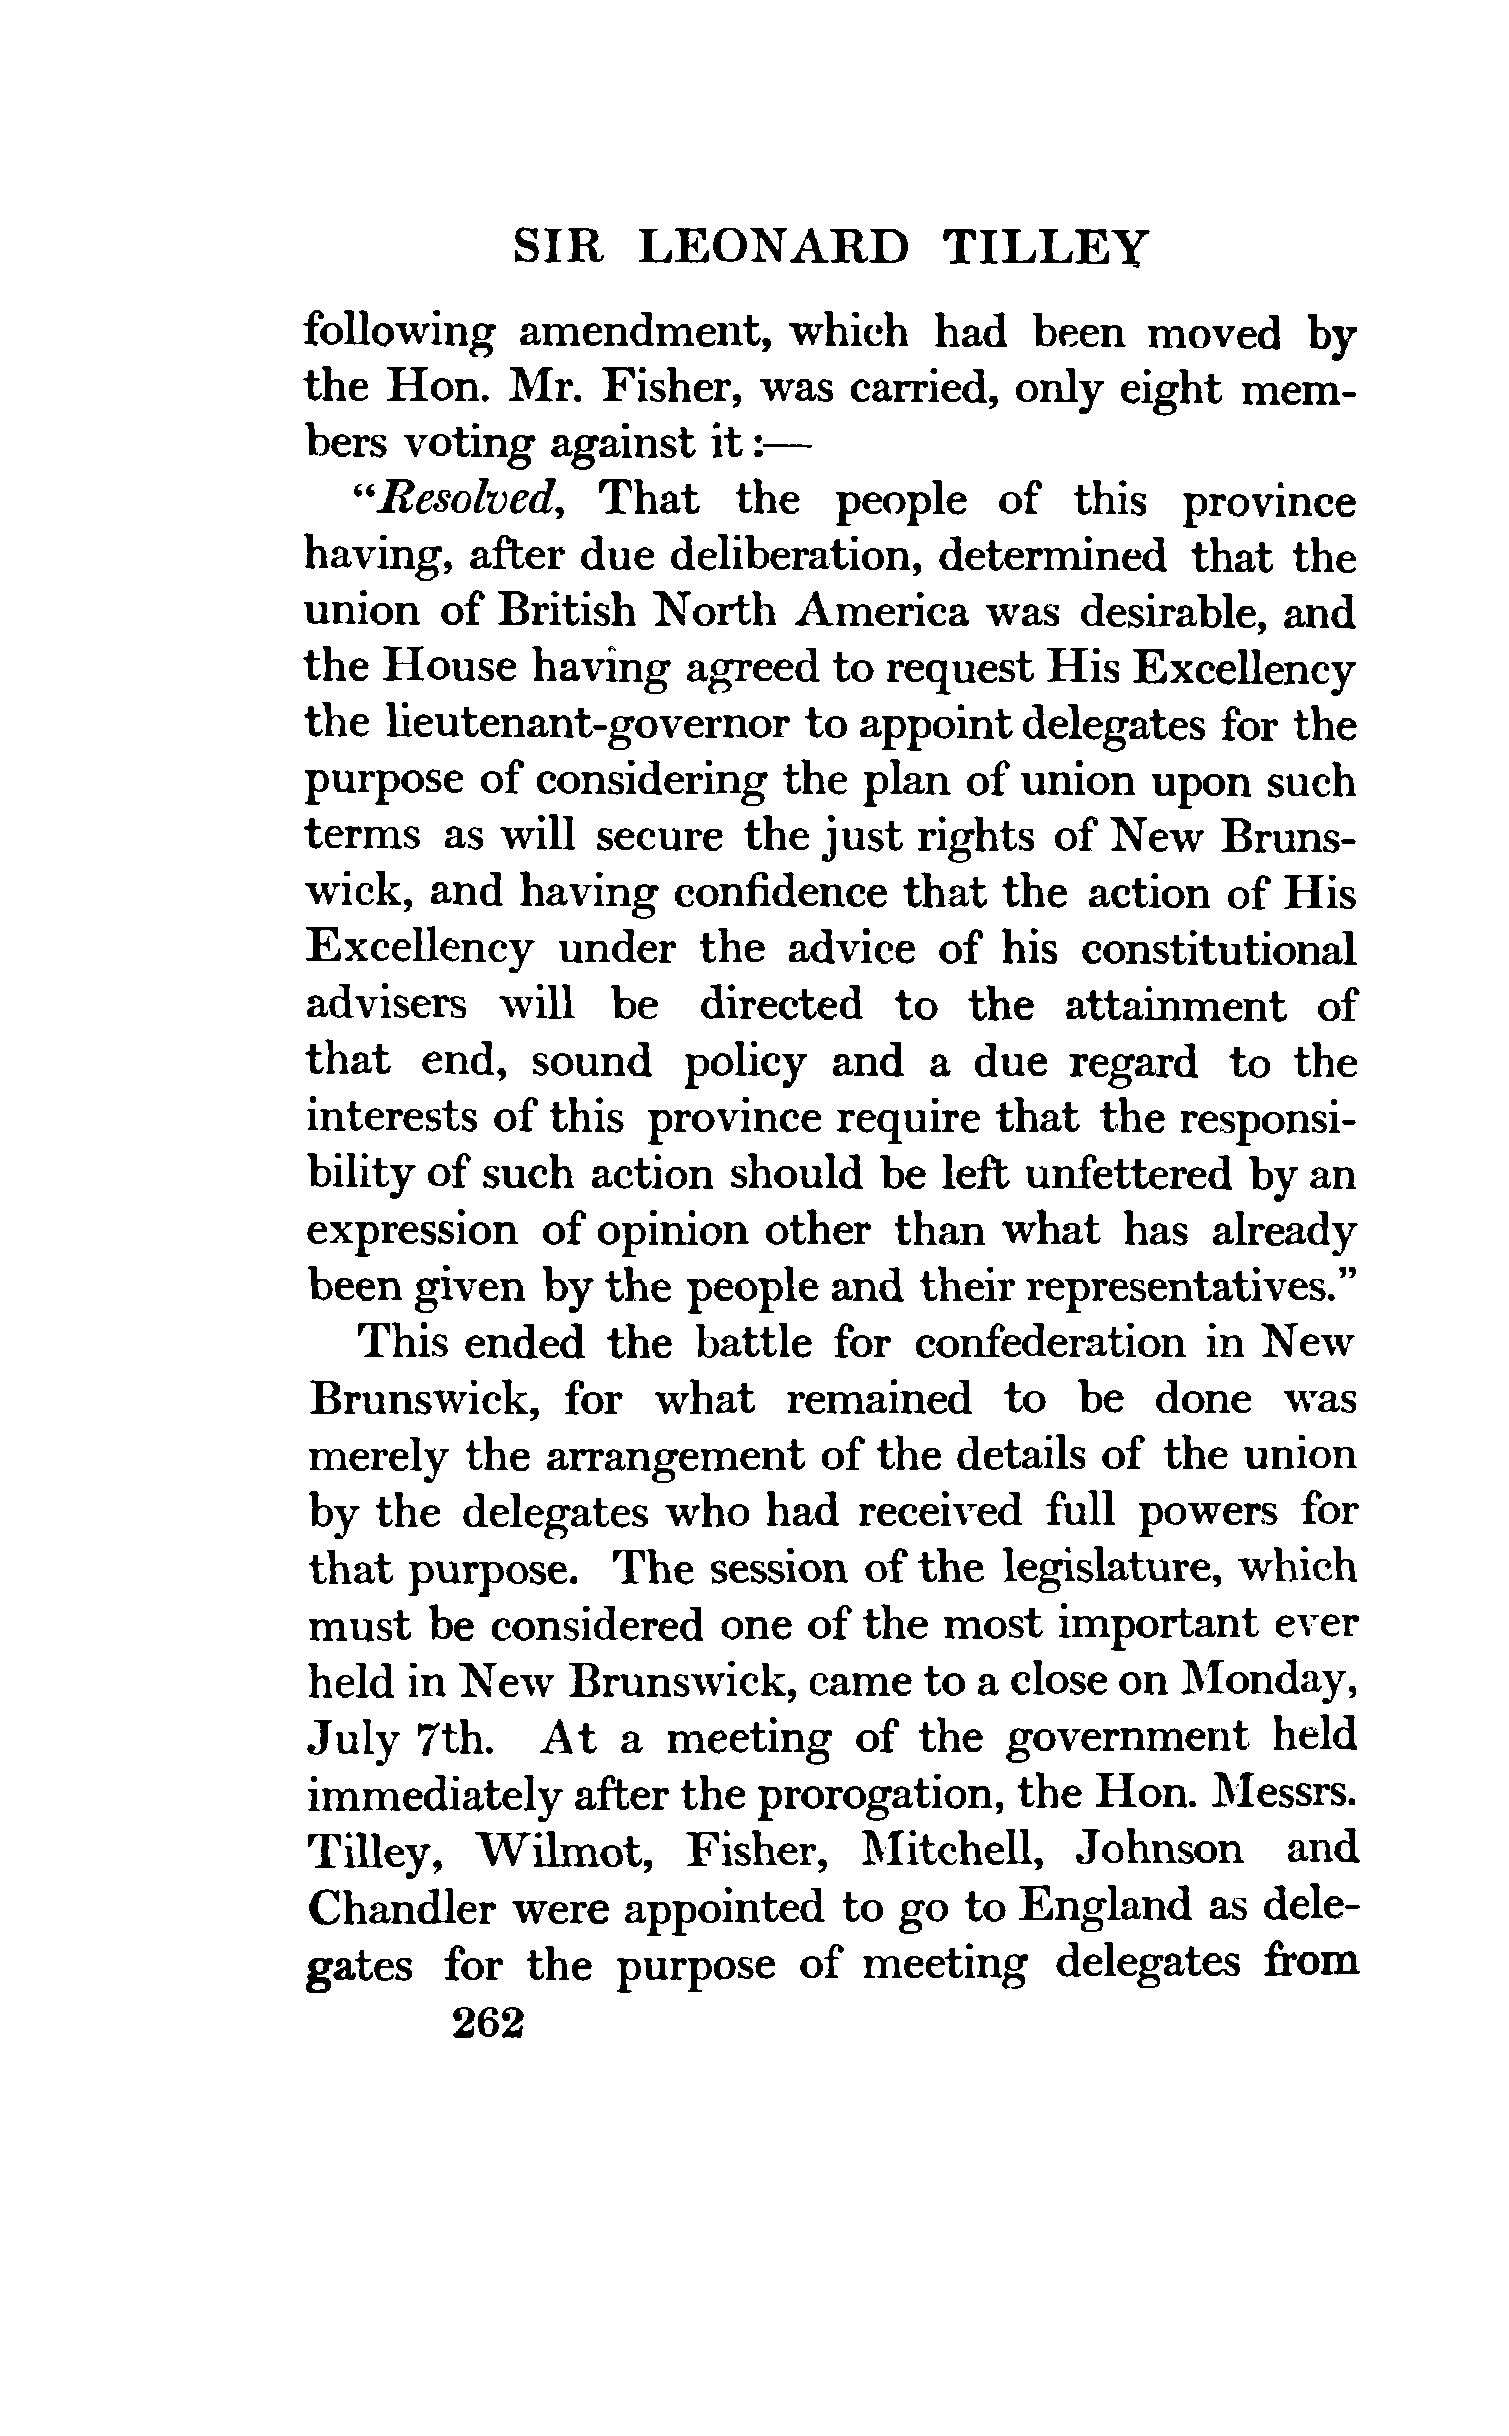 SIR LEONARD TILLEY
following amendment, which had been moved by
the Hon. Mr. Fisher, was carried, only eight mem-
bers voting against it :—
“Resolved, That the people of this province
having, after due deliberation, determined that the
union of British North America was desirable, and
the House having agreed to request His Excellency
the lieutenant-governor to appoint delegates for the
purpose of considering the plan of union upon such
terms as will secure the just rights of New Bruns-
wick, and having confidence that the action of His
Excellency under the advice of his constitutional
advisers will be directed to the attainment of
that end, sound policy and a due regard to the
interests of this province require that the responsi-
bility of such action should be left unfettered by an
expression of opinion other than what has already
been given by the people and their representatives.”
This ended the battle for confederation in New
Brunswick, for what remained to be done was
merely the arrangement of the details of the union
by the delegates who had received full powers for
that purpose. The session of the legislature, which
must be considered one of the most important ever
held in New Brunswick, came to a close on Monday,
July 7th. At a meeting of the government held
immediately after the prorogation, the Hon. Messrs.
Tilley, Wilmot, Fisher, Mitchell, Johnson and
Chandler were appointed to go to England as dele-
gates for the purpose of meeting delegates from
262